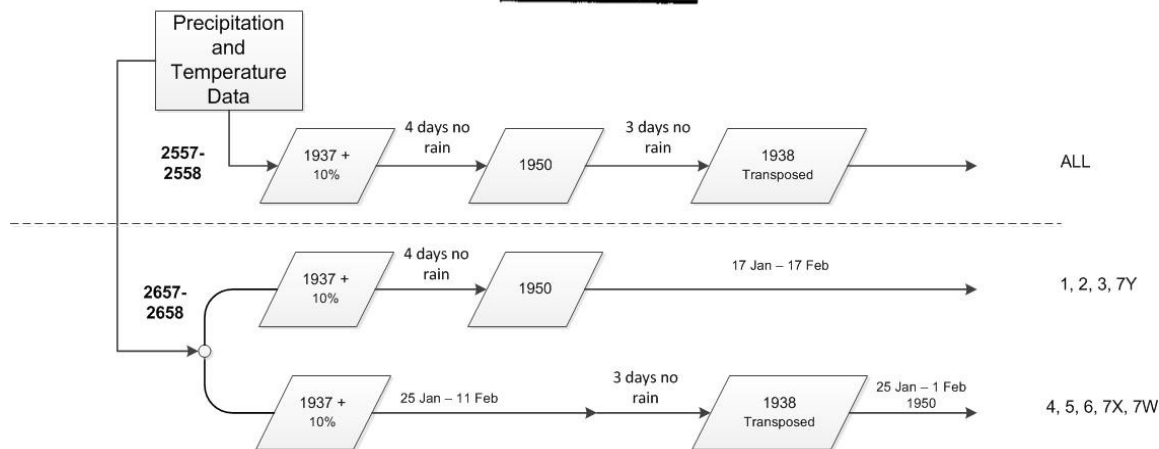 Precipitation
and
Temperature
Data
2557-
2558
1937 +
10%
4 days no
rain
1950
3 days no
rain
1938
Transposed
ALL
2657-
2658
1937 +
10%
4 days no
rain
1950
17 Jan – 17 Feb
1, 2, 3, 7Y
1937 +
10%
25 Jan – 11 Feb
3 days no
rain
1938
Transposed
25 Jan – 1 Feb
1950
4, 5, 6, 7X, 7W